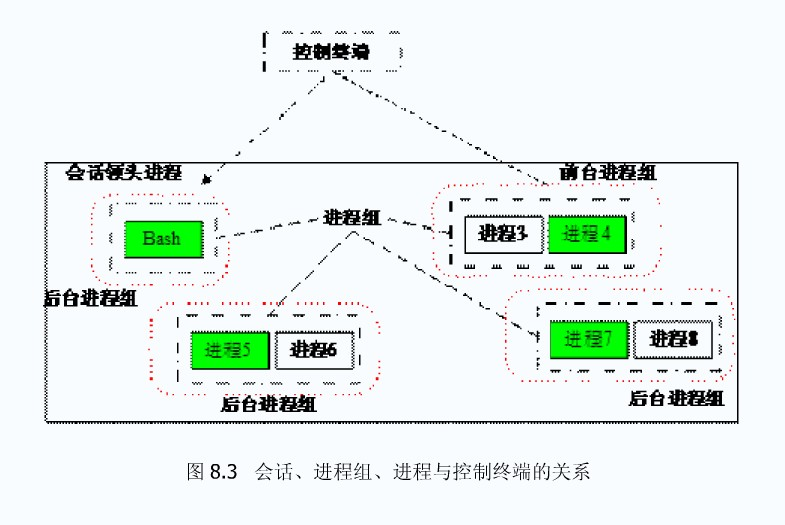 控制终端
会话领头进程
前台进程组
Bash
进程组
进程3
进程4
后台进程组
进程5
进程6
进程7
进程8
后台进程组
后台进程组
图 8.3 会话、进程组、进程与控制终端的关系